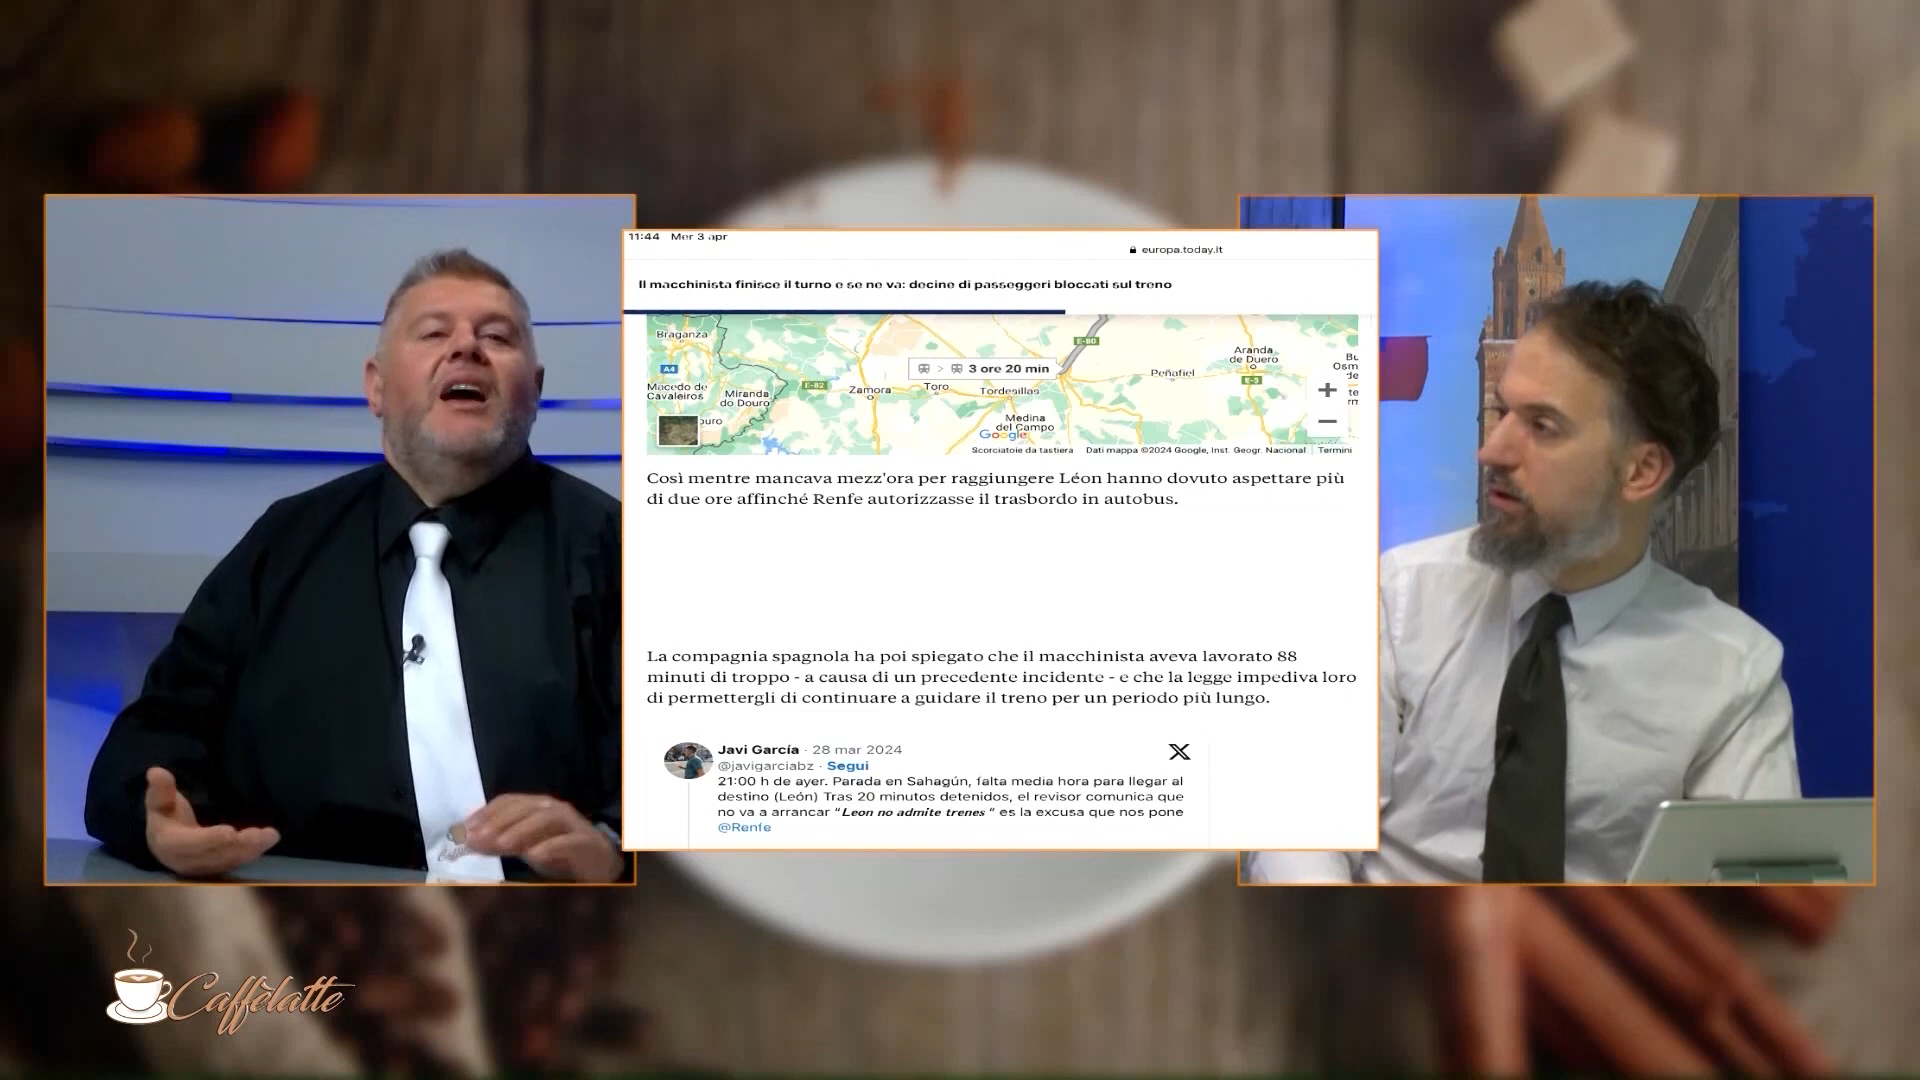 11:44 Mer 3 apr
europa.today.it
Il macchinista finisce il turno e se ne va: decine di passeggeri bloccati sul treno
Braganza
E-80
A4
Aranda
de Duero
Bu
Osm
de
3 ore 20 min
Peñafiel
E-82
E-5
Macedo de
Cavaleiros
Miranda
do Douro
Zamora
Toro
Tordesillas
ouro
Medina
del Campo
Google
Scorciatoie da tastiera Dati mappa ©2024 Google, Inst. Geogr. Nacional Termini
Così mentre mancava mezz'ora per raggiungere Léon hanno dovuto aspettare più
di due ore affinché Renfe autorizzasse il trasbordo in autobus.
La compagnia spagnola ha poi spiegato che il macchinista aveva lavorato 88
minuti di troppo - a causa di un precedente incidente - e che la legge impediva loro
di permettergli di continuare a guidare il treno per un periodo più lungo.
Javi García · 28 mar 2024
@javigarciabz · Segui
21:00 h de ayer. Parada en Sahagún, falta media hora para llegar al
destino (León) Tras 20 minutos detenidos, el revisor comunica que
no va a arrancar “Leon no admite trenes “ es la excusa que nos pone
@Renfe
Caffèlatte